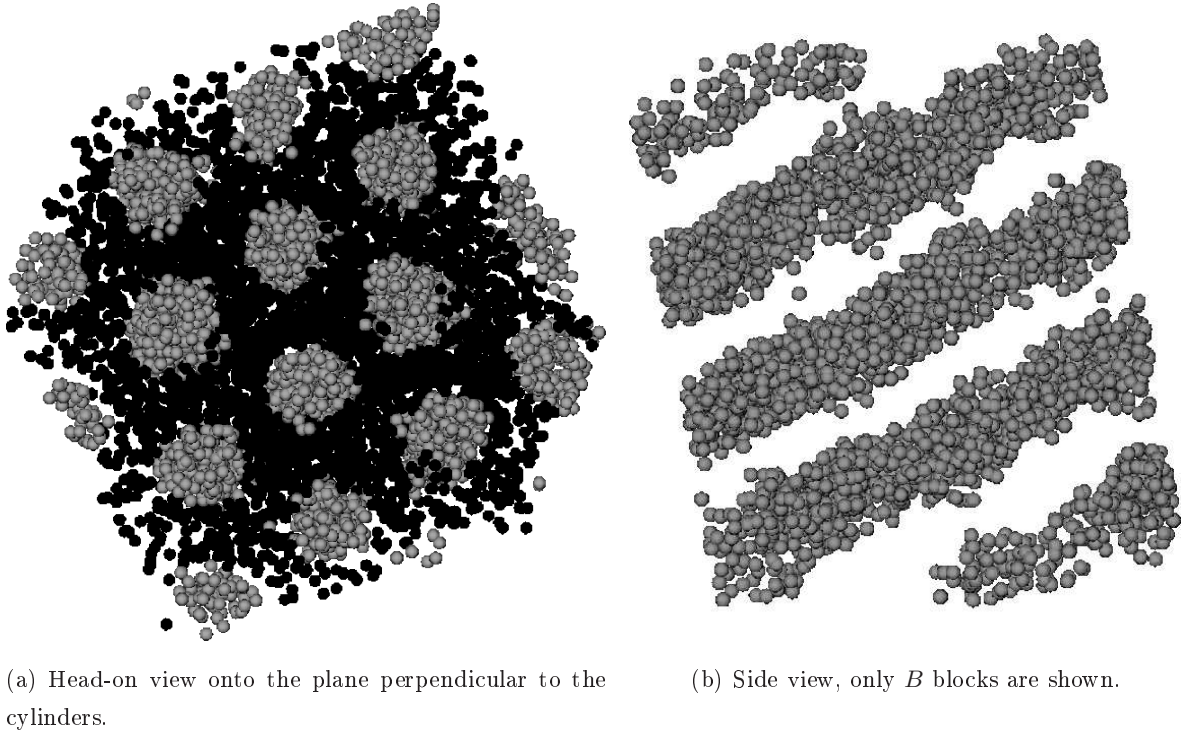 (a) Head-on view onto the plane perpendicular to the
cylinders.
(b) Side view, only B blocks are shown.